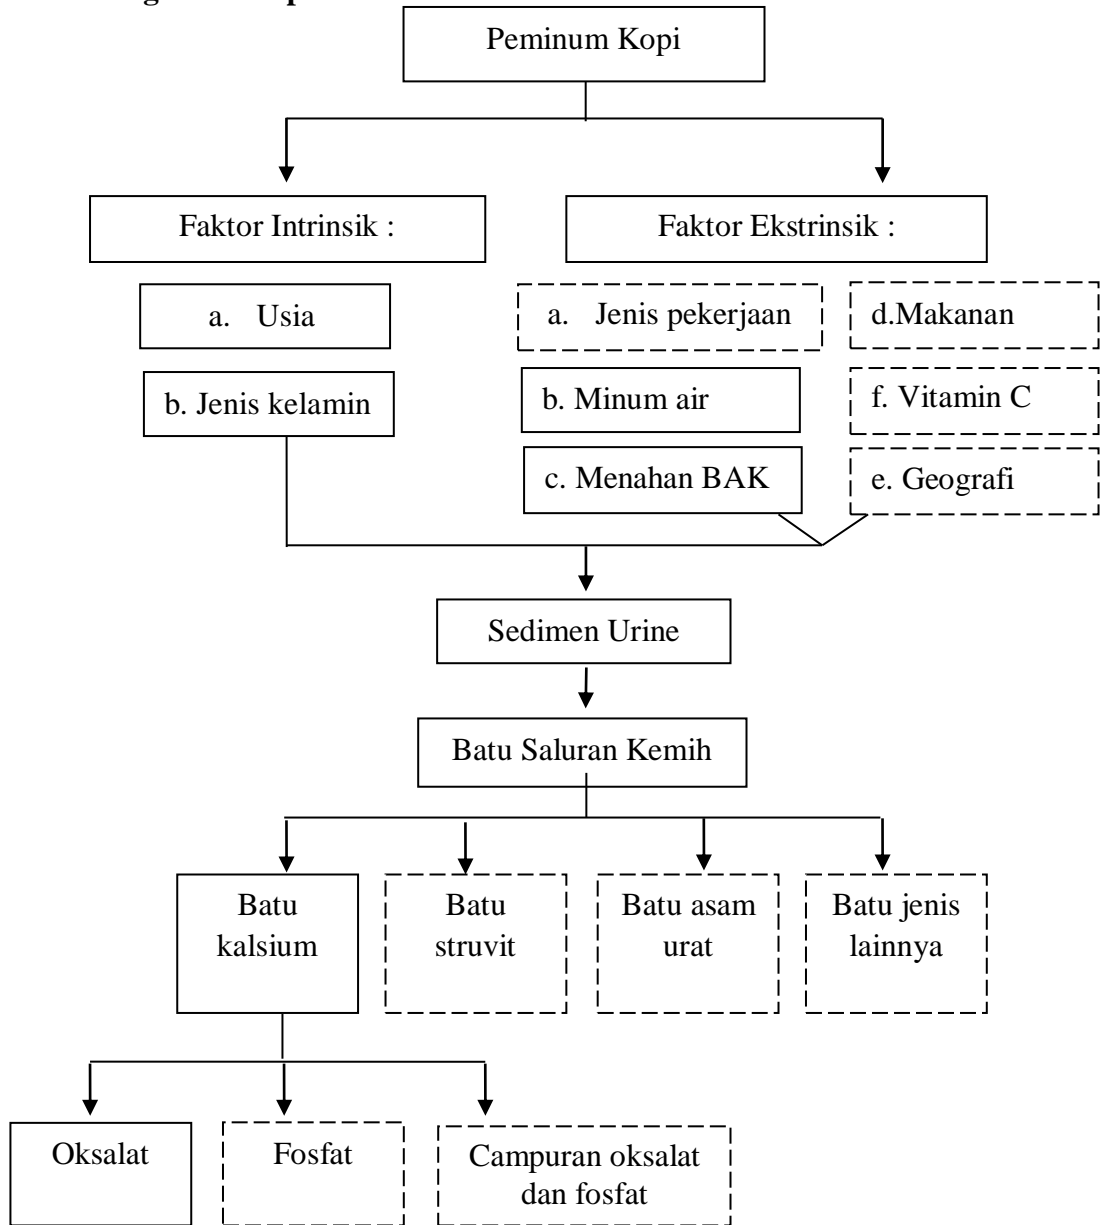 Peminum Kopi
Faktor Intrinsik :
Faktor Ekstrinsik :
a. Usia
b. Jenis kelamin
a. Jenis pekerjaan
b. Minum air
c. Menahan BAK
d.Makanan
f. Vitamin C
e. Geografi
Sedimen Urine
Batu Saluran Kemih
Batu
kalsium
Batu
struvit
Batu asam
urat
Batu jenis
lainnya
Oksalat
Fosfat
Campuran oksalat
dan fosfat